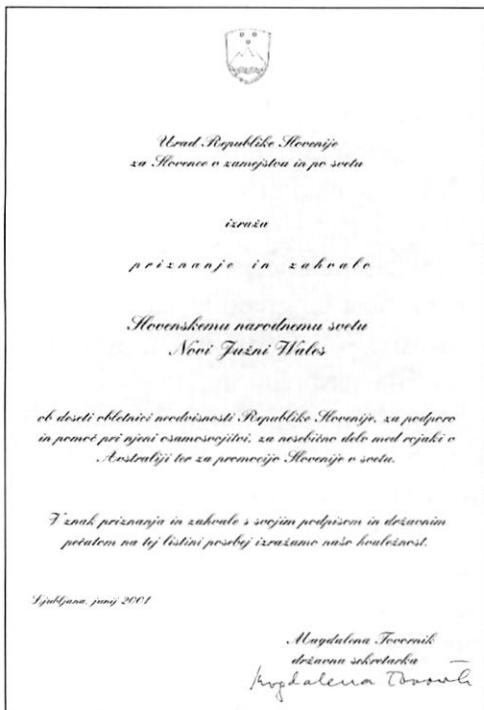 Urad Republike Slovenije
za Slovence v zamejstvu in po svetu
izraža
priznanje in zahvalo
Slovenskemu narodnemu svetu
Novi Južni Wales
ob deseti obletnici neodvisnosti Republike Slovenije, za podporo
in pomoč pri njeni osamosvojitvi, za nesebično delo med rojaki v
Avstraliji ter za promocijo Slovenije v svetu.
V znak priznanja in zahvale s svojim podpisom in državnim
pečatom na tej listini posebej izražamo našo hvaležnost.
Ljubljana, junij 2001
Magdalena Tovornik
državna sekretarka
Magdalena Tovornik